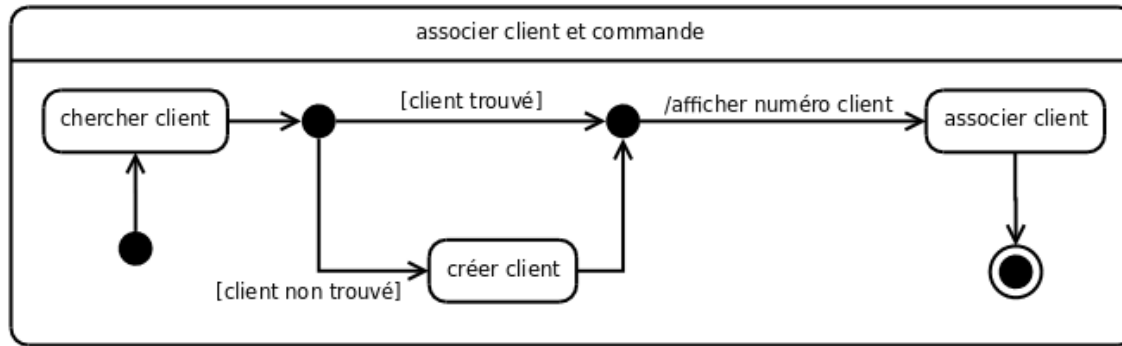 associer client et commande
chercher client
[client trouvé]
/afficher numéro client
associer client
[client non trouvé]
créer client